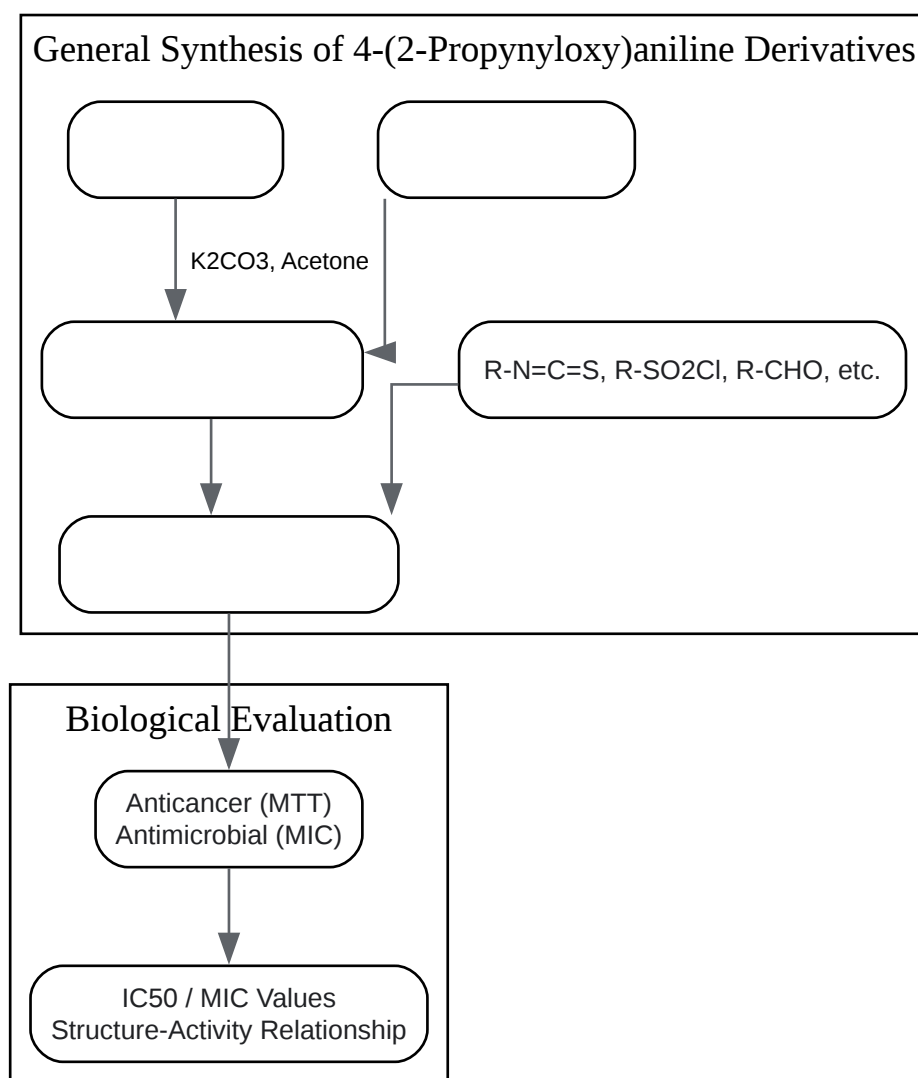 General Synthesis of 4-(2-Propynyloxy)aniline Derivatives
K2CO3, Acetone
R-N=C=S, R-SO2Cl, R-CHO, etc.
Biological Evaluation
Anticancer (MTT)
Antimicrobial (MIC)
IC50 / MIC Values
Structure-Activity Relationship